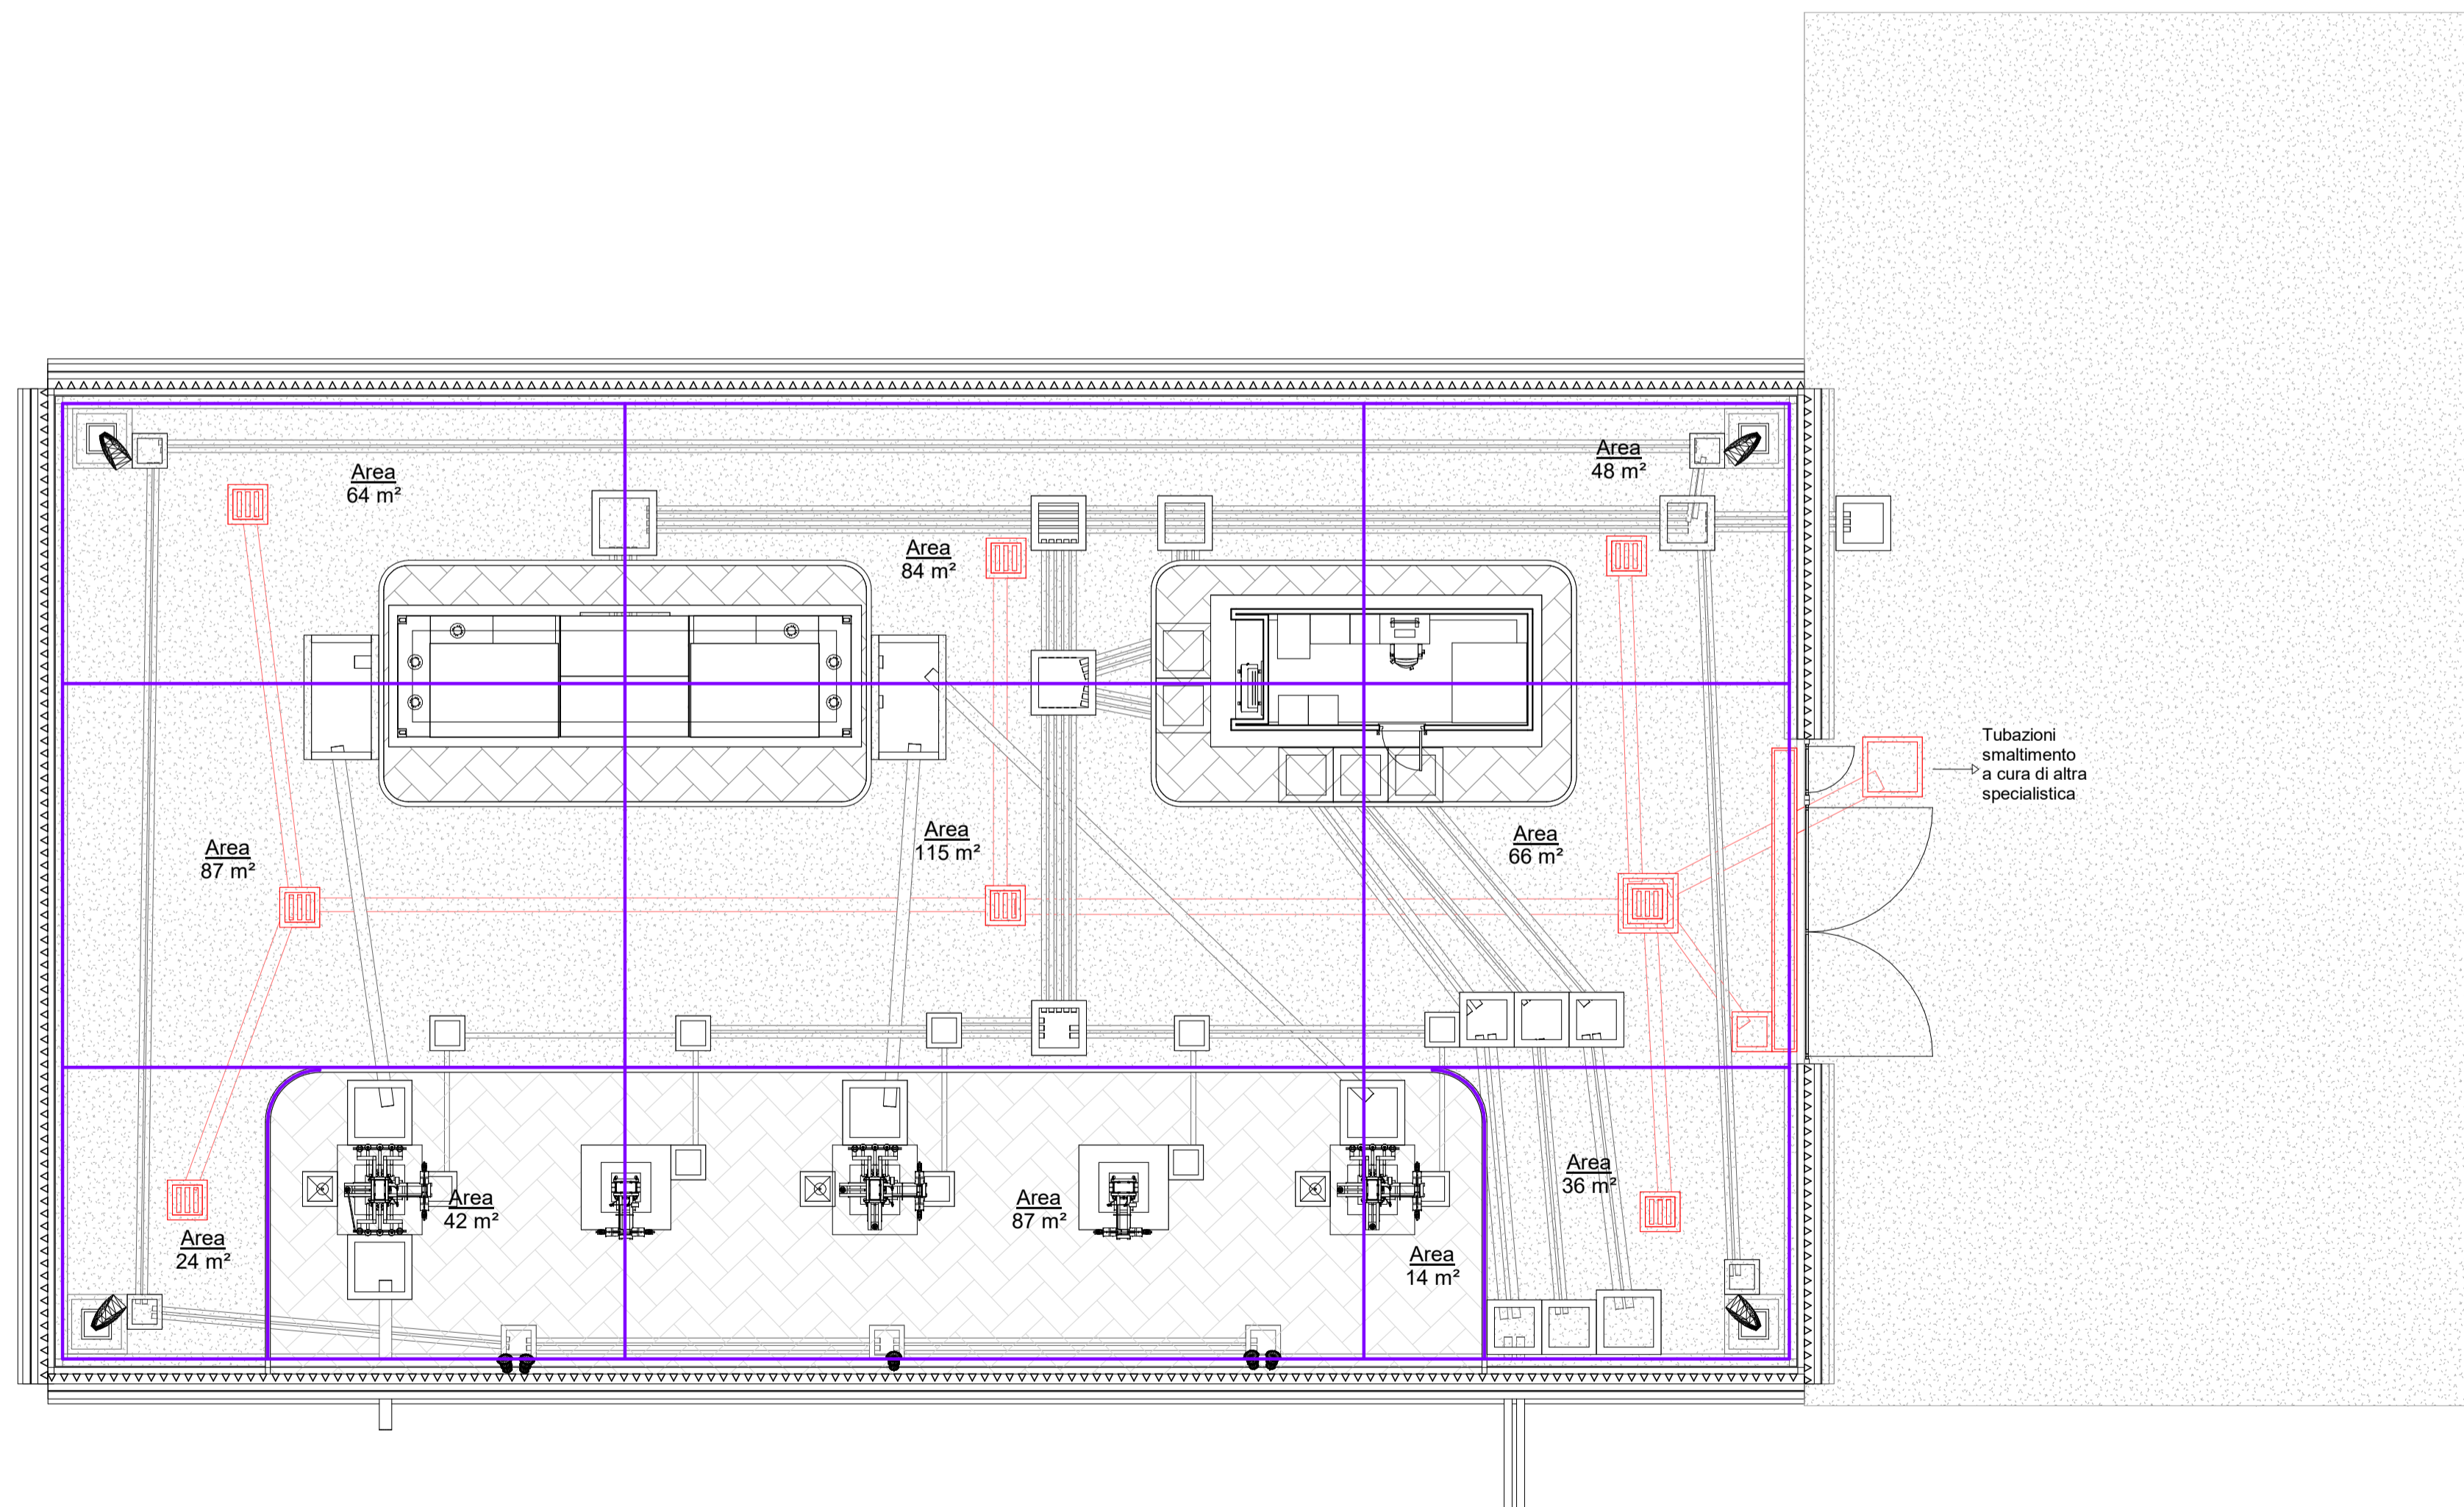 Area
48 m²
Area
64 m²
Area
84 m²
Tubazioni
smaltimento
a cura di altra
specialistica
Area
87 m²
Area
115 m²
Area
66 m²
Area
24 m²
Area
42 m²
Area
87 m²
Area
14 m²
Area
36 m²